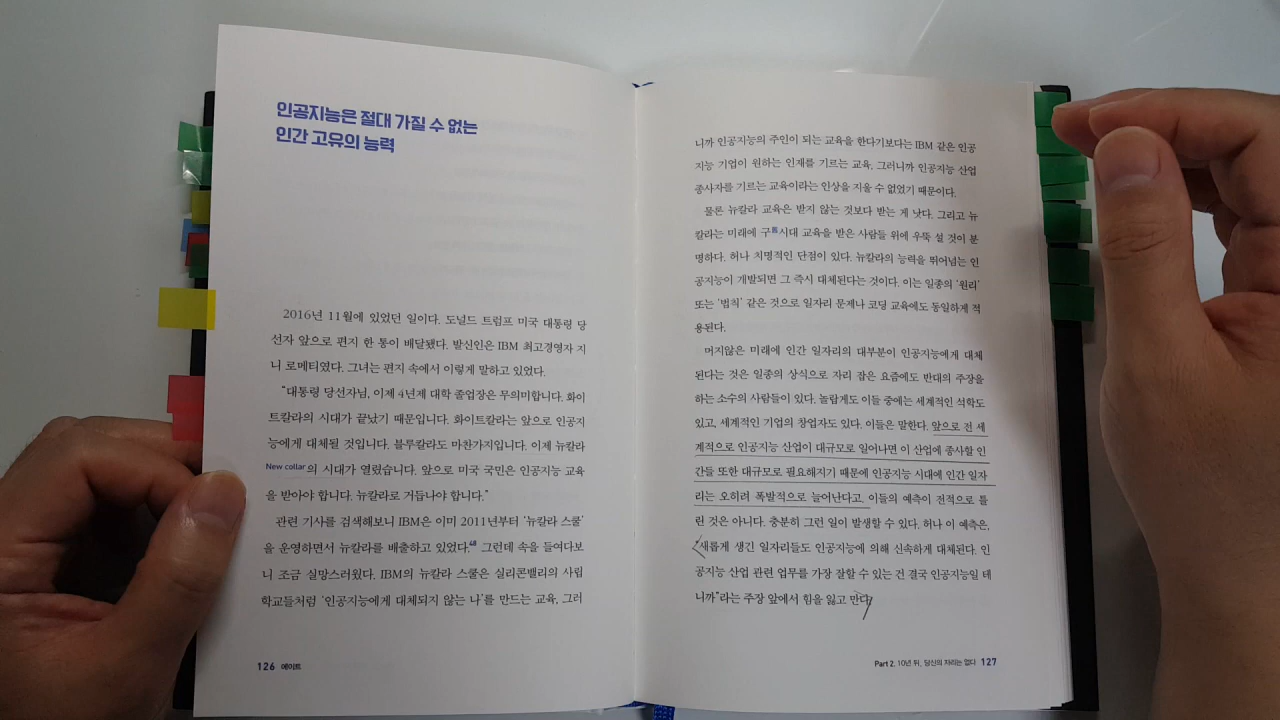 인공지능은 절대 가질 수 없는
인간 고유의 능력
2016년 11월에 있었던 일이다. 도널드 트럼프 미국 대통령 당
선자 앞으로 편지 한 통이 배달됐다. 발신인은 IBM 최고경영자 지
니 로메티였다. 그녀는 편지 속에서 이렇게 말하고 있었다.
“대통령 당선자님, 이제 4년제 대학 졸업장은 무의미합니다. 화이
트칼라의 시대가 끝났기 때문입니다. 화이트칼라는 앞으로 인공지
능에게 대체될 것입니다. 블루칼라도 마찬가지입니다. 이제 뉴칼라
New collar의 시대가 열렸습니다. 앞으로 미국 국민은 인공지능 교육
을 받아야 합니다. 뉴칼라로 거듭나야 합니다.”
관련 기사를 검색해보니 IBM은 이미 2011년부터 ‘뉴칼라 스쿨’
을 운영하면서 뉴칼라를 배출하고 있었다. 그런데 속을 들여다보
니 조금 실망스러웠다. IBM의 뉴칼라 스쿨은 실리콘밸리의 사립
학교들처럼 ‘인공지능에게 대체되지 않는 나’를 만드는 교육, 그러
126 에이트
니까 인공지능의 주인이 되는 교육을 한다기보다는 IBM 같은 인공
지능 기업이 원하는 인재를 기르는 교육, 그러니까 인공지능 산업
종사자를 기르는 교육이라는 인상을 지울 수 없었기 때문이다.
물론 뉴칼라 교육은 받지 않는 것보다 받는 게 낫다. 그리고 뉴
칼라는 미래에 구舊시대 교육을 받은 사람들 위에 우뚝 설 것이 분
명하다. 허나 치명적인 단점이 있다. 뉴칼라의 능력을 뛰어넘는 인
공지능이 개발되면 그 즉시 대체된다는 것이다. 이는 일종의 ‘원리’
또는 ‘법칙’ 같은 것으로 일자리 문제나 코딩 교육에도 동일하게 적
용된다.
머지않은 미래에 인간 일자리의 대부분이 인공지능에게 대체
된다는 것은 일종의 상식으로 자리 잡은 요즘에도 반대의 주장을
하는 소수의 사람들이 있다. 놀랍게도 이들 중에는 세계적인 석학도
있고, 세계적인 기업의 창업자도 있다. 이들은 말한다. 앞으로 전 세
계적으로 인공지능 산업이 대규모로 일어나면 이 산업에 종사할 인
간들 또한 대규모로 필요해지기 때문에 인공지능 시대에 인간 일자
리는 오히려 폭발적으로 늘어난다고. 이들의 예측이 전적으로 틀
린 것은 아니다. 충분히 그런 일이 발생할 수 있다. 허나 이 예측은,
“새롭게 생긴 일자리들도 인공지능에 의해 신속하게 대체된다. 인
공지능 산업 관련 업무를 가장 잘할 수 있는 건 결국 인공지능일 테
니까”라는 주장 앞에서 힘을 잃고 만다.
Part 2. 10년 뒤, 당신의 자리는 없다 127